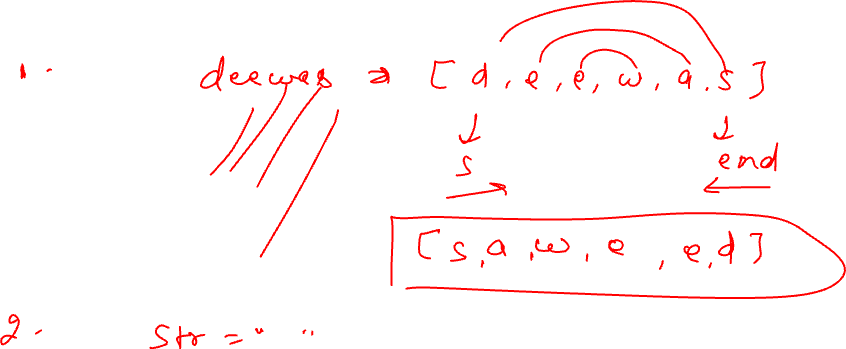 1. deewas → [d, e, e, w, a, s]
↓ ↓
s end
→ ←
[s, a, w, e, e, d]
2. Str = " "